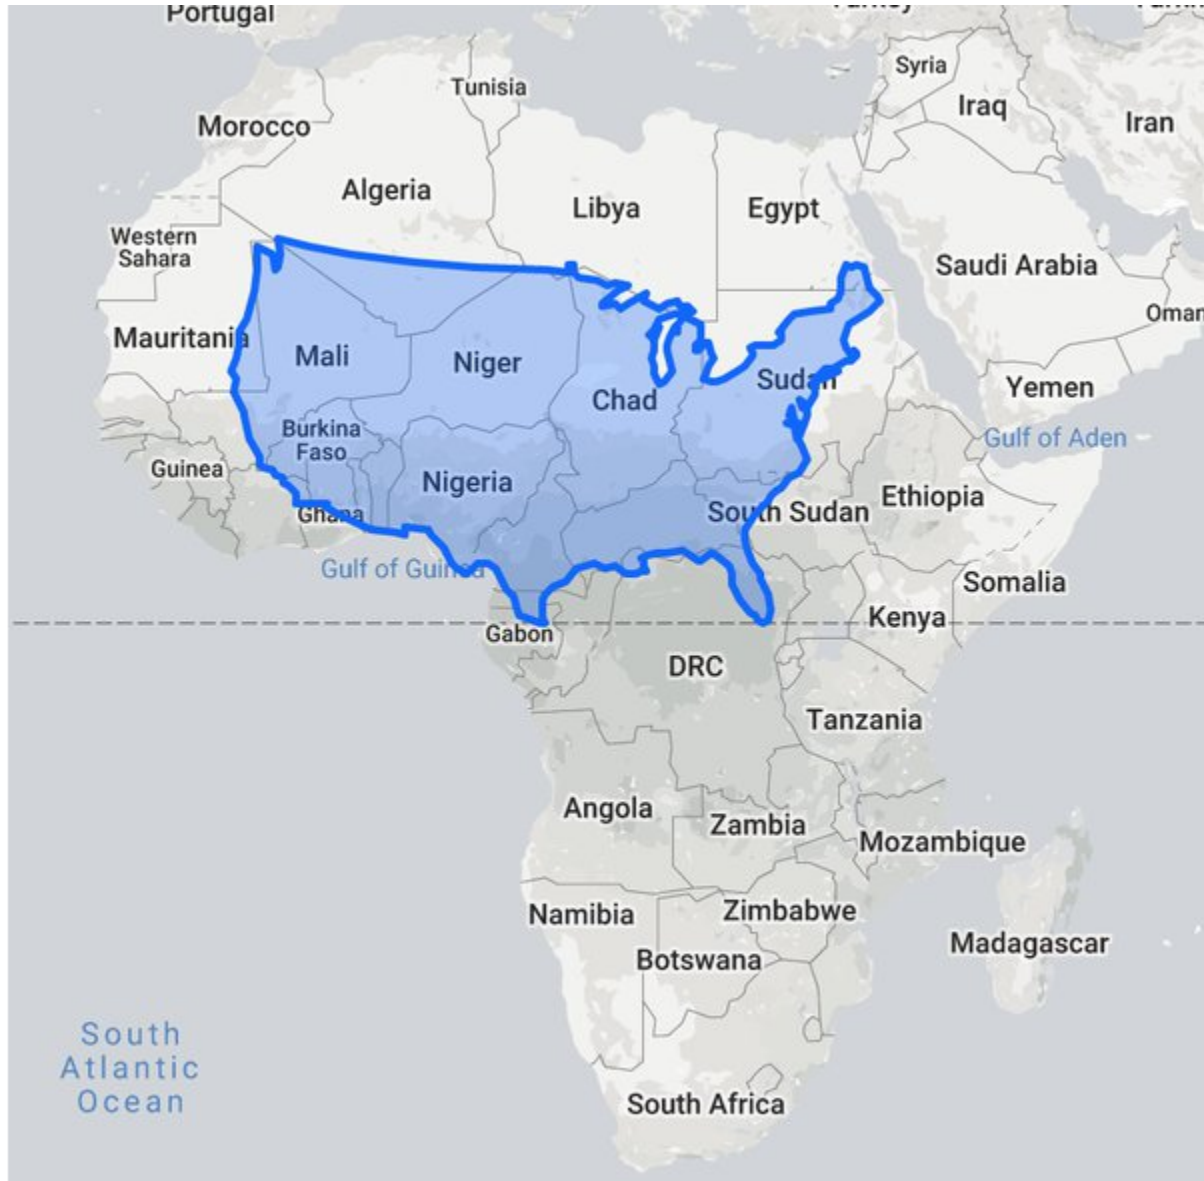 Portugal
Turkey
Syria
Tunisia
Iraq
Iran
Morocco
Algeria
Libya
Egypt
Western
Sahara
Saudi Arabia
Oman
Mauritania
Mali
Niger
Chad
Sudan
Yemen
Burkina
Faso
Gulf of Aden
Guinea
Nigeria
Ethiopia
Ghana
South Sudan
Gulf of Guinea
Somalia
Kenya
Gabon
DRC
Tanzania
Angola
Zambia
Mozambique
Namibia
Zimbabwe
Madagascar
Botswana
South
Atlantic
Ocean
South Africa